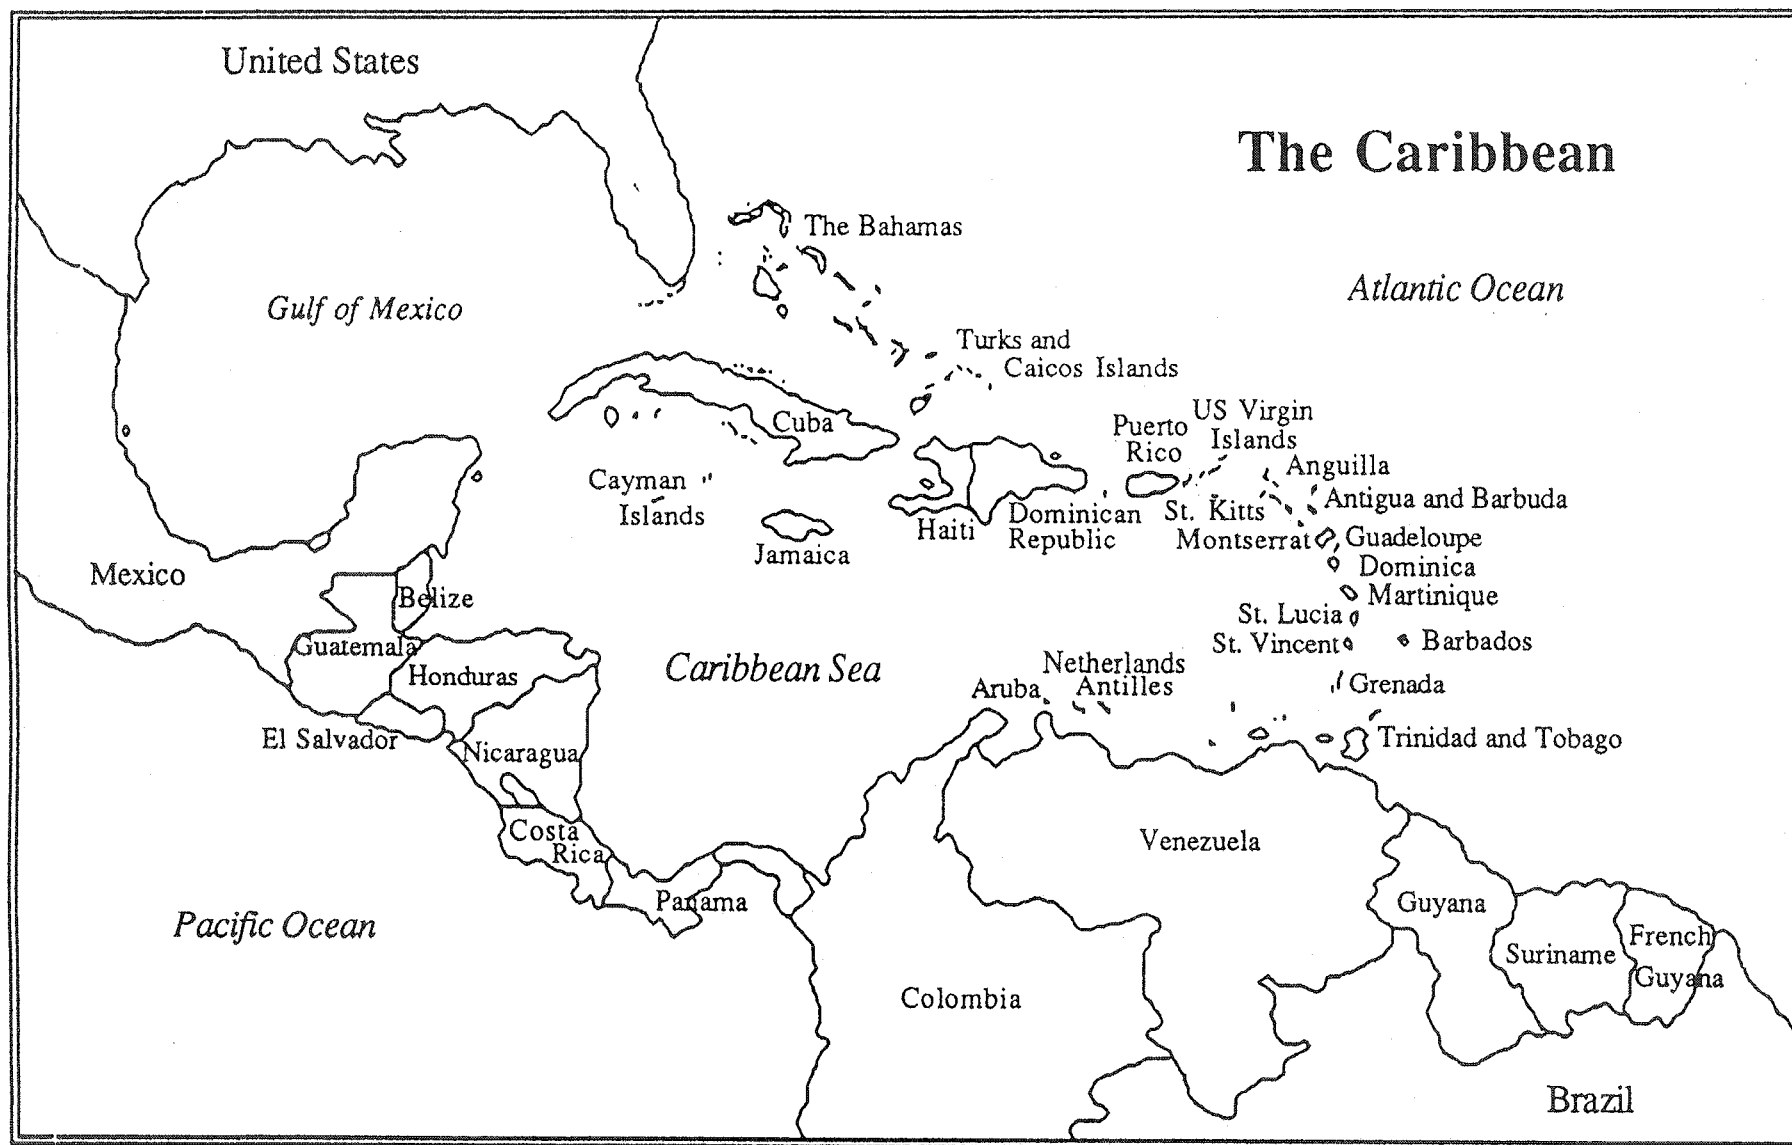 United States
The Caribbean
The Bahamas
Atlantic Ocean
Gulf of Mexico
Turks and
Caicos Islands
Cuba
US Virgin
Islands
Puerto
Rico
Anguilla
Cayman
Islands
Antigua and Barbuda
St. Kitts
Haiti
Dominican
Republic
Jamaica
Montserrat
Guadeloupe
Dominica
Mexico
Belize
Martinique
St. Lucia
St. Vincent
Barbados
Guatemala
Honduras
Caribbean Sea
Netherlands
Antilles
Aruba
Grenada
El Salvador
Nicaragua
Trinidad and Tobago
Costa
Rica
Venezuela
Panama
Guyana
Pacific Ocean
Suriname
French
Guyana
Colombia
Brazil